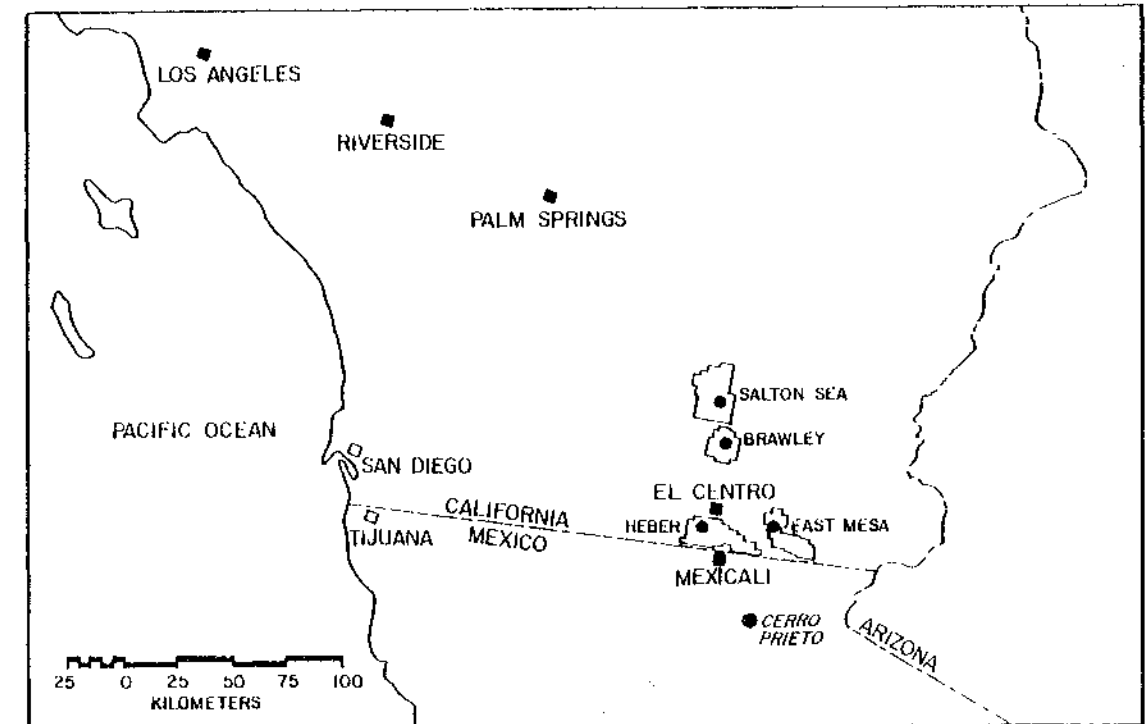 LOS ANGELES
RIVERSIDE
PALM SPRINGS
SALTON SEA
PACIFIC OCEAN
BRAWLEY
SAN DIEGO
EL CENTRO
CALIFORNIA
HEBER
EAST MESA
TIJUANA
MEXICO
MEXICALI
CERRO
PRIETO
ARIZONA
25 0 25 50 75 100
KILOMETERS